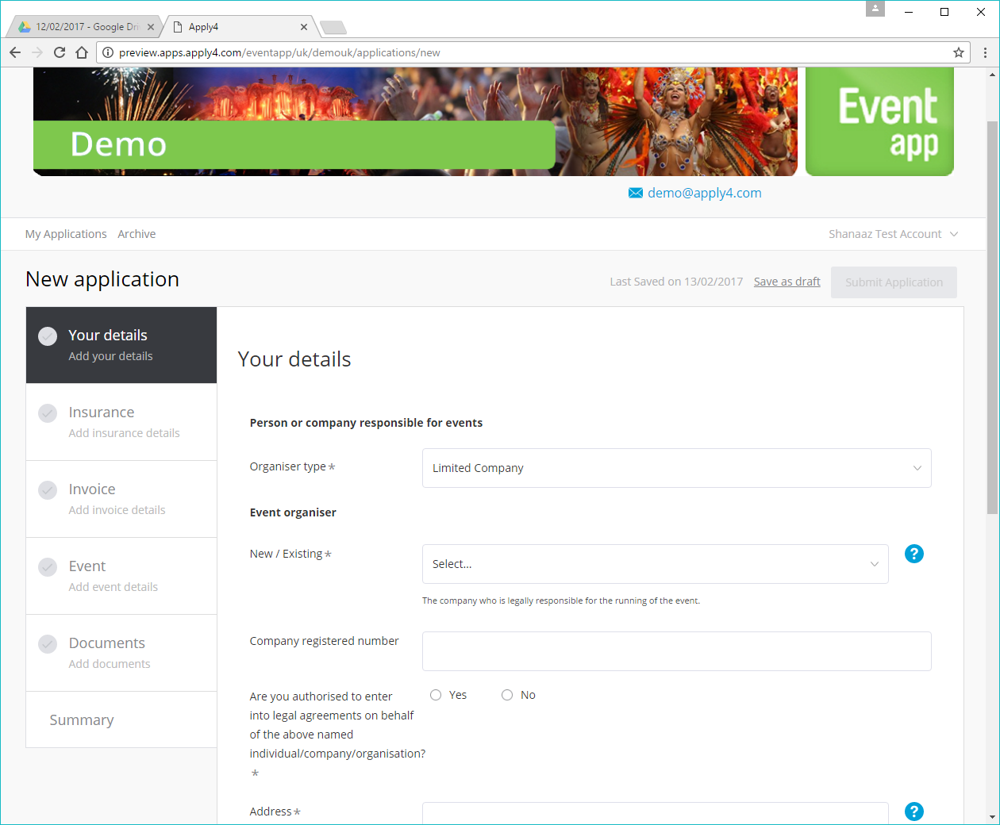 12/02/2017 - Google Dri
Apply4
preview.apps.apply4.com/eventapp/uk/demouk/applications/new
Demo
Event
app
demo@apply4.com
My Applications Archive
Shanaaz Test Account
New application
Last Saved on 13/02/2017 Save as draft Submit Application
Your details
Add your details
Insurance
Add insurance details
Invoice
Add invoice details
Event
Add event details
Documents
Add documents
Summary
Your details
Person or company responsible for events
Organiser type *
Limited Company
Event organiser
New / Existing *
Select...
?
The company who is legally responsible for the running of the event.
Company registered number
Are you authorised to enter
into legal agreements on behalf
of the above named
individual/company/organisation?
*
Yes No
Address *
?